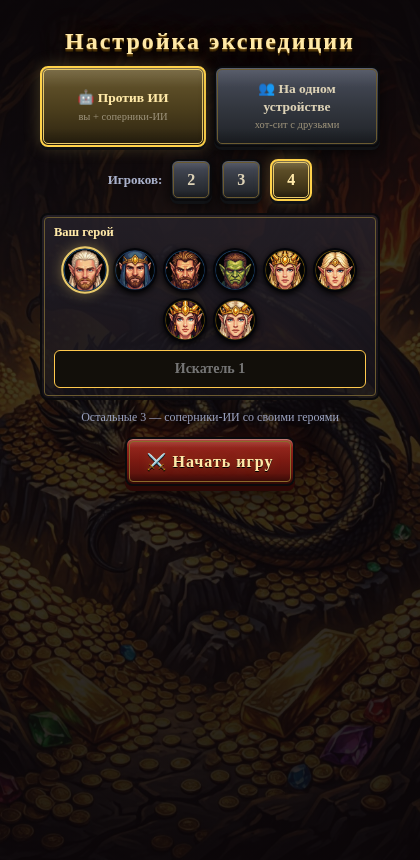 Настройка экспедиции
🤖 Против ИИ
вы + соперники-ИИ
👥 На одном
устройстве
хот-сит с друзьями
Игроков:
2
3
4
Ваш герой
Искатель 1
Остальные 3 — соперники-ИИ со своими героями
⚔️ Начать игру